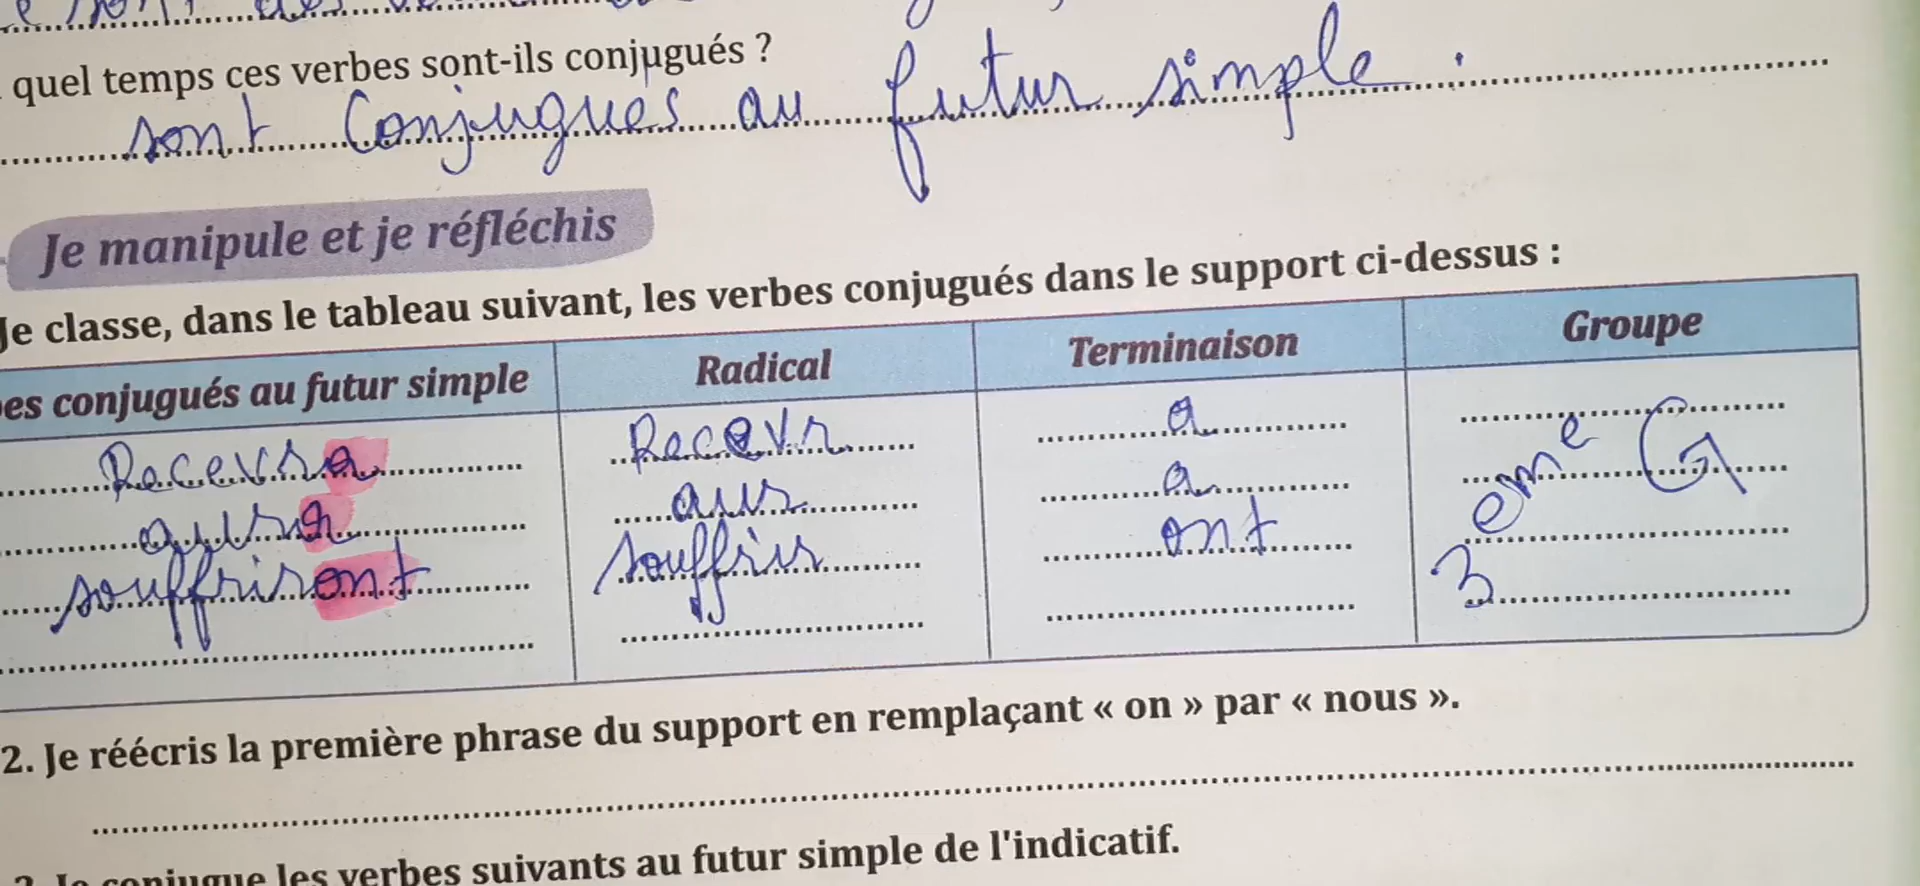 quel temps ces verbes sont-ils conjugués ?
sont Conjugues au futur simple.
Je manipule et je réfléchis
Je classe, dans le tableau suivant, les verbes conjugués dans le support ci-dessus :
es conjugués au futur simple Radical Terminaison Groupe
Recevra Recevr a
aura aur a 3 eme G
souffriront souffrir ont
2. Je réécris la première phrase du support en remplaçant « on » par « nous ».
3. Je conjugue les verbes suivants au futur simple de l'indicatif.